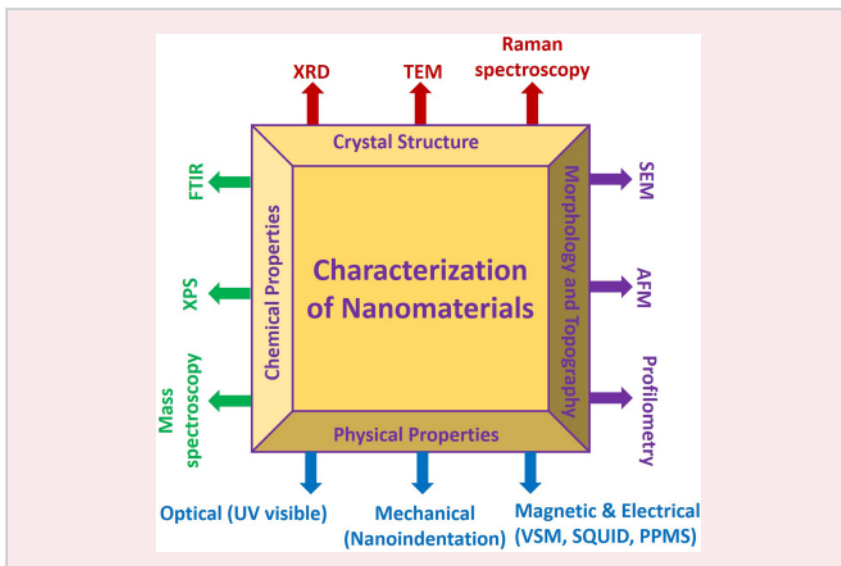 XRD
TEM
Raman
spectroscopy
Crystal Structure
FTIR
XPS
Mass
spectroscopy
Chemical Properties
Characterization
of Nanomaterials
Morphology and Topography
SEM
AFM
Profilometry
Physical Properties
Optical (UV visible)
Mechanical
(Nanoindentation)
Magnetic & Electrical
(VSM, SQUID, PPMS)